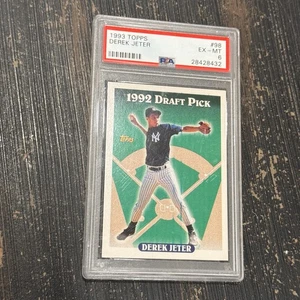 1993 TOPPS #98
DEREK JETER EX-MT
PSA 6
28428432
1992 DRAFT PICK
Topps
DEREK JETER